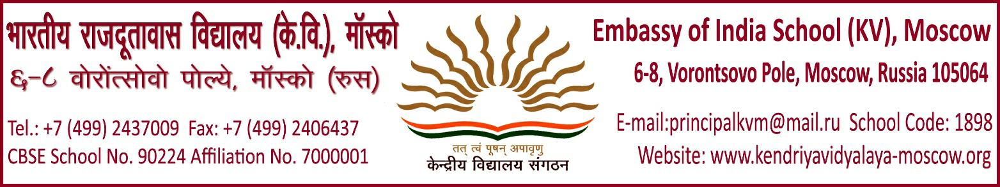 भारतीय राजदूतावास विद्यालय (के.वि.), मॉस्को
६-८ वोरोंत्सोवो पोल्ये, मॉस्को (रुस)
Tel.: +7 (499) 2437009 Fax: +7 (499) 2406437
CBSE School No. 90224 Affiliation No. 7000001
तत् त्वं पूषन् अपावृणु
केन्द्रीय विद्यालय संगठन
Embassy of India School (KV), Moscow
6-8, Vorontsovo Pole, Moscow, Russia 105064
E-mail:principalkvm@mail.ru School Code: 1898
Website: www.kendriyavidyalaya-moscow.org